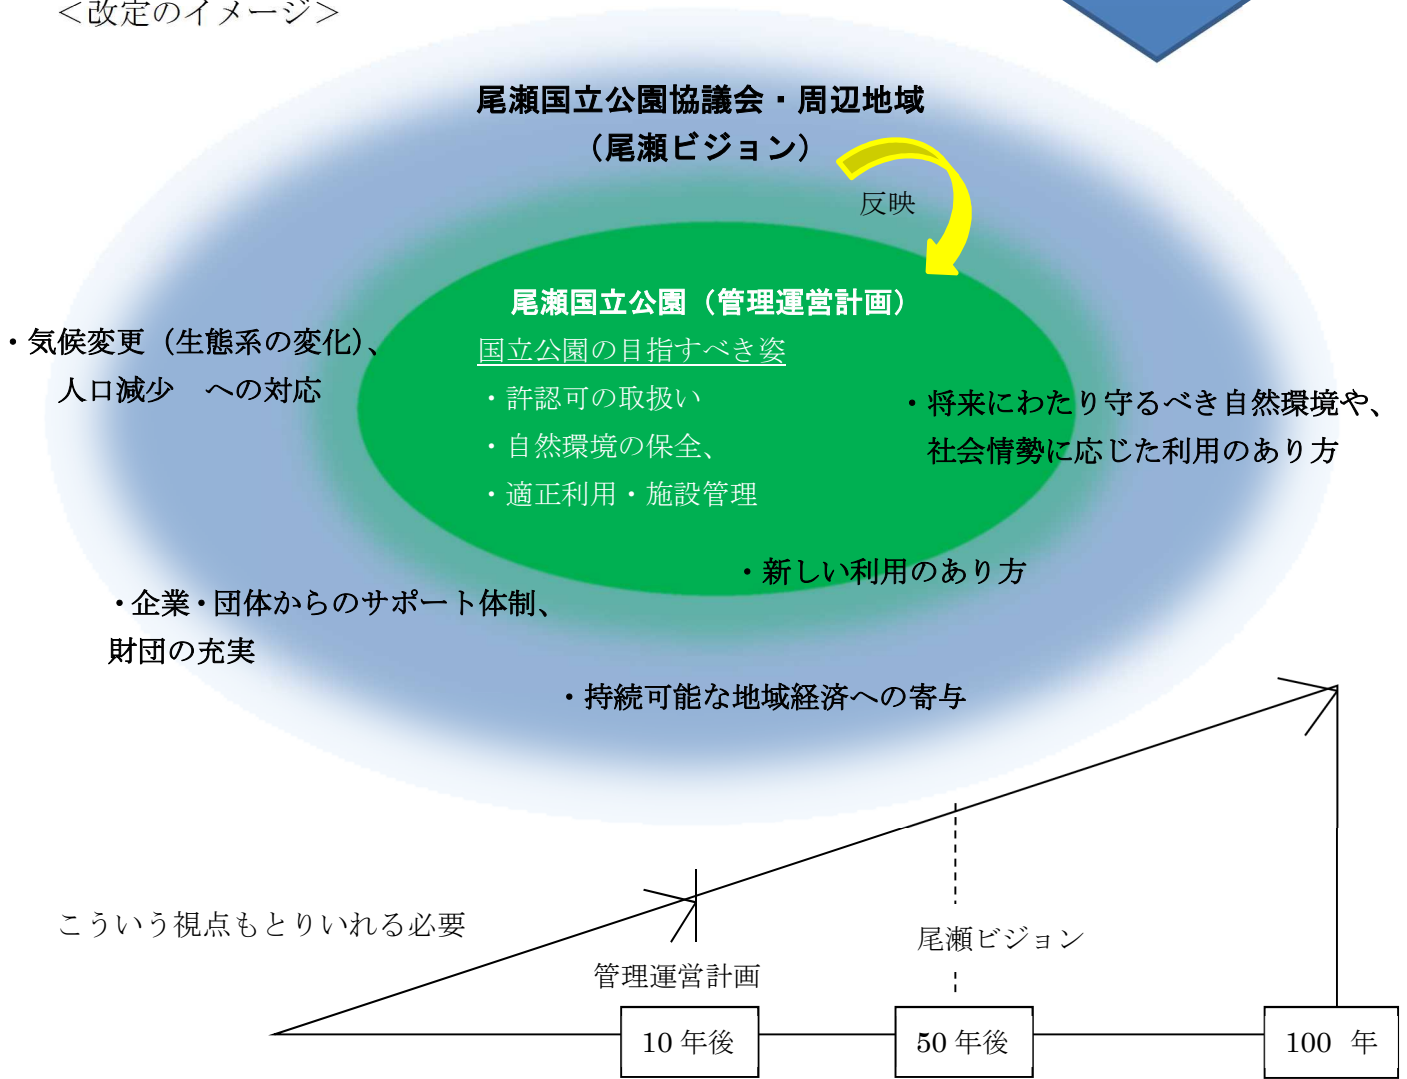 ＜改定のイメージ＞
尾瀬国立公園協議会・周辺地域
（尾瀬ビジョン）
反映
尾瀬国立公園（管理運営計画）
国立公園の目指すべき姿
・許認可の取扱い
・自然環境の保全、
・適正利用・施設管理
・気候変更（生態系の変化）、
人口減少　への対応
・将来にわたり守るべき自然環境や、
社会情勢に応じた利用のあり方
・新しい利用のあり方
・企業・団体からのサポート体制、
財団の充実
・持続可能な地域経済への寄与
こういう視点もとりいれる必要
管理運営計画
尾瀬ビジョン
10 年後
50 年後
100 年